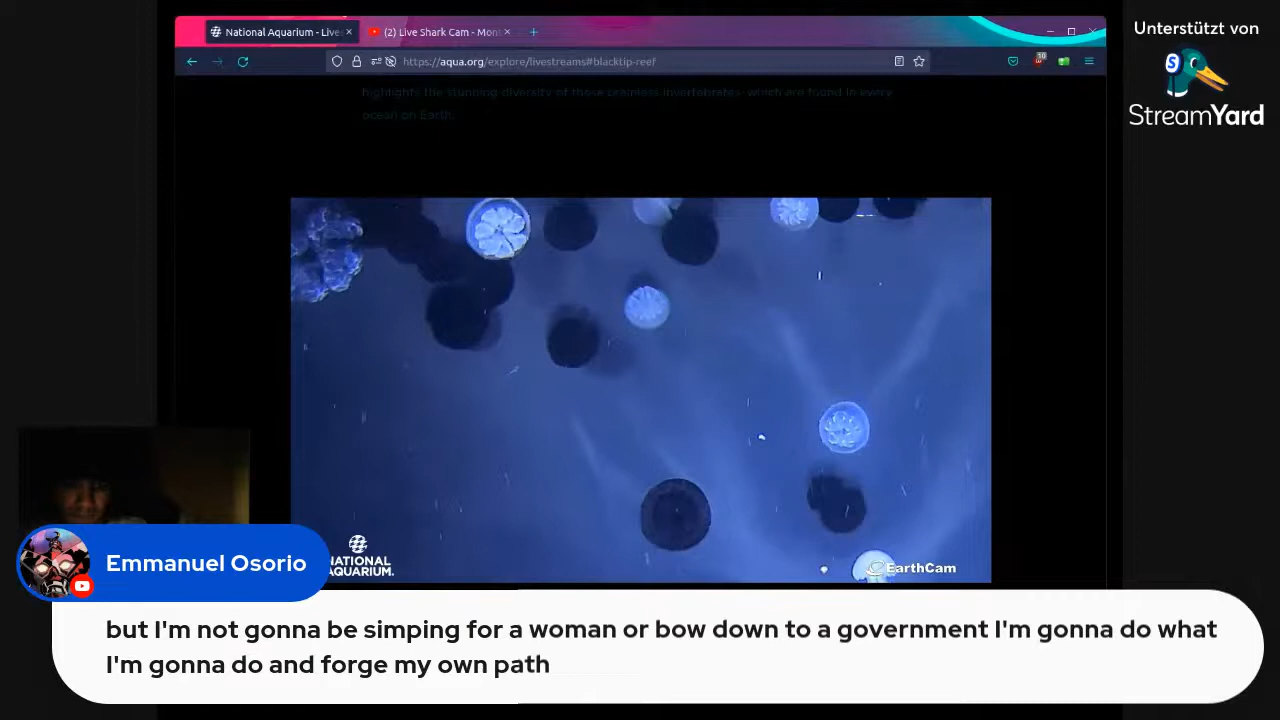 Unterstützt von
StreamYard
National Aquarium - Live
(2) Live Shark Cam - Mont
https://aqua.org/explore/livestreams#blacktip-reef
highlights the stunning diversity of these brainless invertebrates, which are found in every
ocean on Earth.
NATIONAL
AQUARIUM.
EarthCam
Emmanuel Osorio
but I'm not gonna be simping for a woman or bow down to a government I'm gonna do what
I'm gonna do and forge my own path